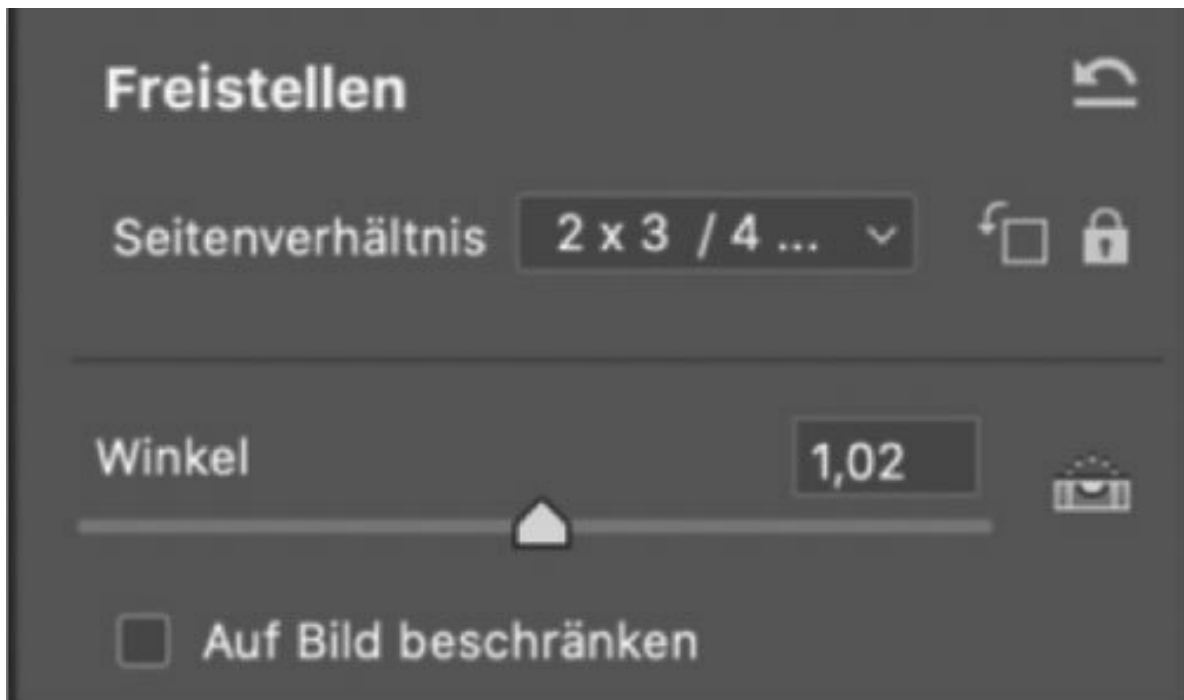 Freistellen
Seitenverhältnis 2 x 3 / 4 ...
Winkel 1,02
Auf Bild beschränken